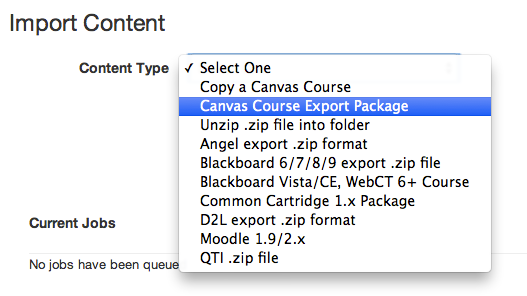 Import Content
Content Type
✓ Select One
Copy a Canvas Course
Canvas Course Export Package
Unzip .zip file into folder
Angel export .zip format
Blackboard 6/7/8/9 export .zip file
Blackboard Vista/CE, WebCT 6+ Course
Common Cartridge 1.x Package
D2L export .zip format
Moodle 1.9/2.x
QTI .zip file
Current Jobs
No jobs have been queue